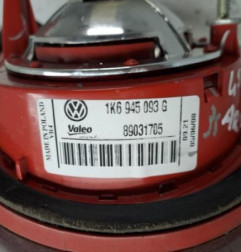 MADE IN POLAND
1K6 945 093 G
Valeo
89031705